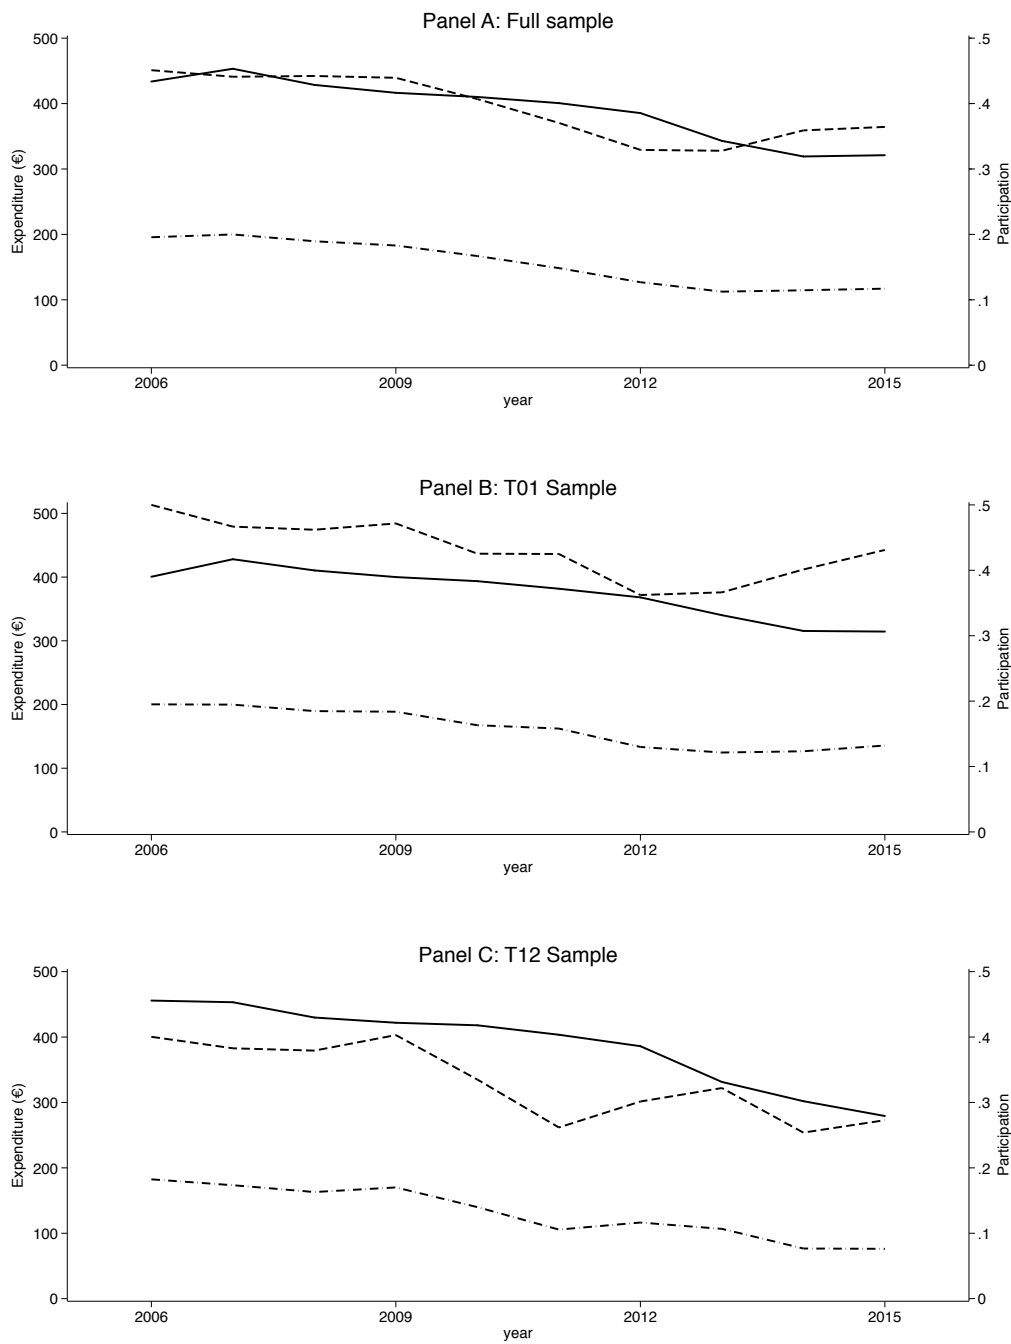 Panel A: Full sample
500
400
300
200
100
0
Expenditure (€)
.5
.4
.3
.2
.1
0
Participation
2006 2009 2012 2015
year
Panel B: T01 Sample
500
400
300
200
100
0
Expenditure (€)
.5
.4
.3
.2
.1
0
Participation
2006 2009 2012 2015
year
Panel C: T12 Sample
500
400
300
200
100
0
Expenditure (€)
.5
.4
.3
.2
.1
0
Participation
2006 2009 2012 2015
year